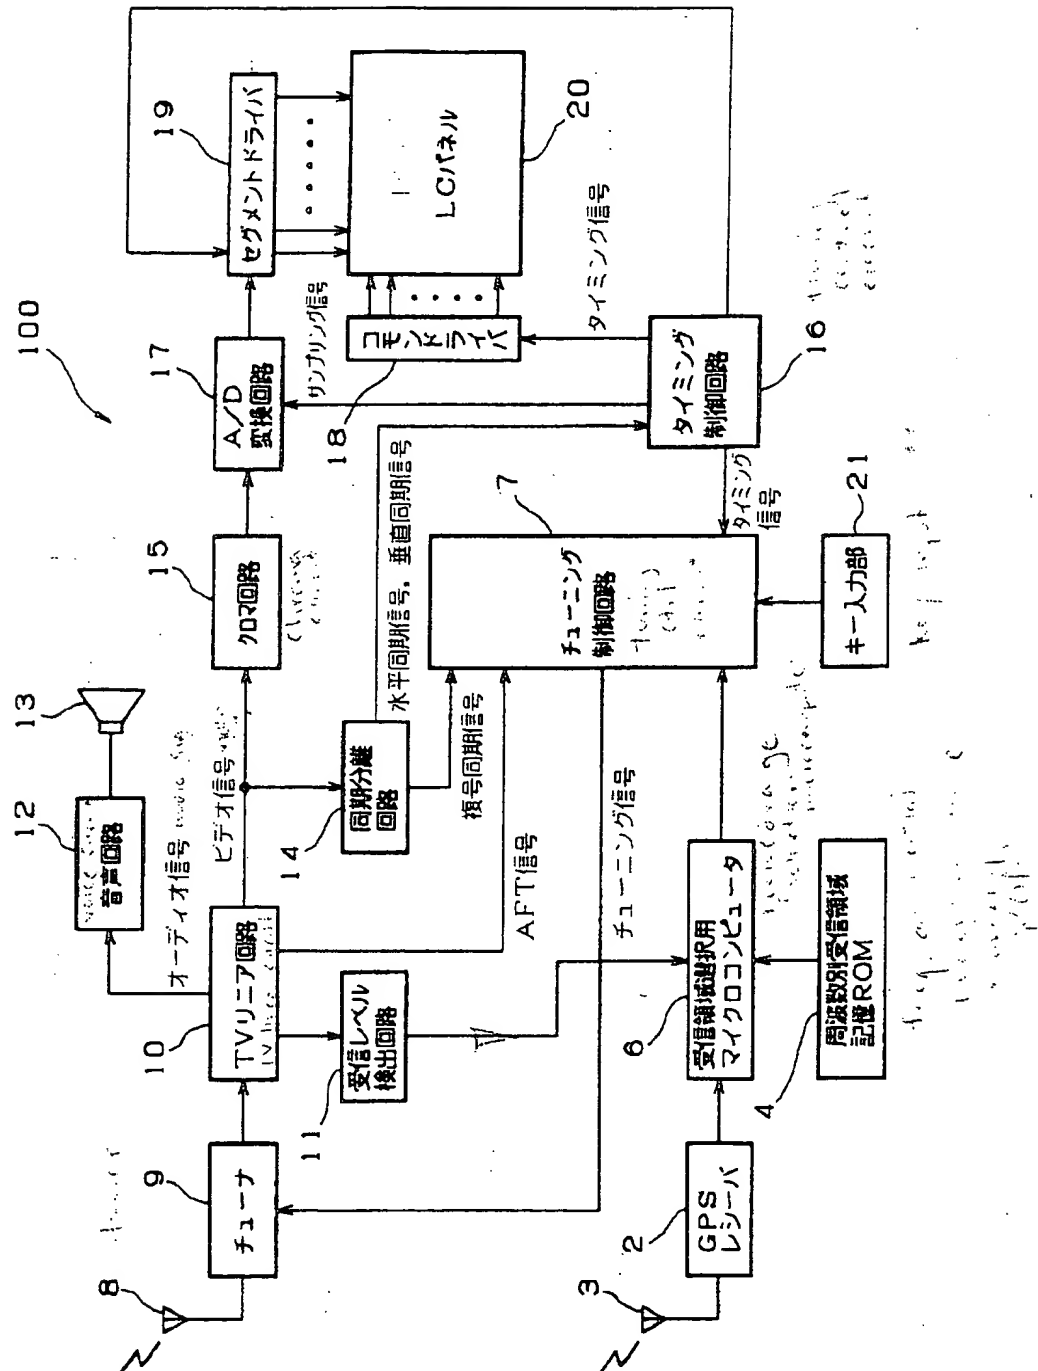 100
8
チューナ
9
TVリニア回路
10
オーディオ信号
音声回路
12
13
ビデオ信号
受信レベル
検出回路
11
同期分離
回路
14
クロマ回路
15
A/D
変換回路
17
セグメントドライバ
19
LCパネル
20
コモンドライバ
18
サンプリング信号
タイミング信号
水平同期信号，垂直同期信号
複号同期信号
AFT信号
チューニング信号
チューニング
制御回路
7
タイミング
制御回路
16
タイミング
信号
キー入力部
21
3
GPS
レシーバ
2
受信領域選択用
マイクロコンピュータ
6
周波数別受信領域
記憶ROM
4